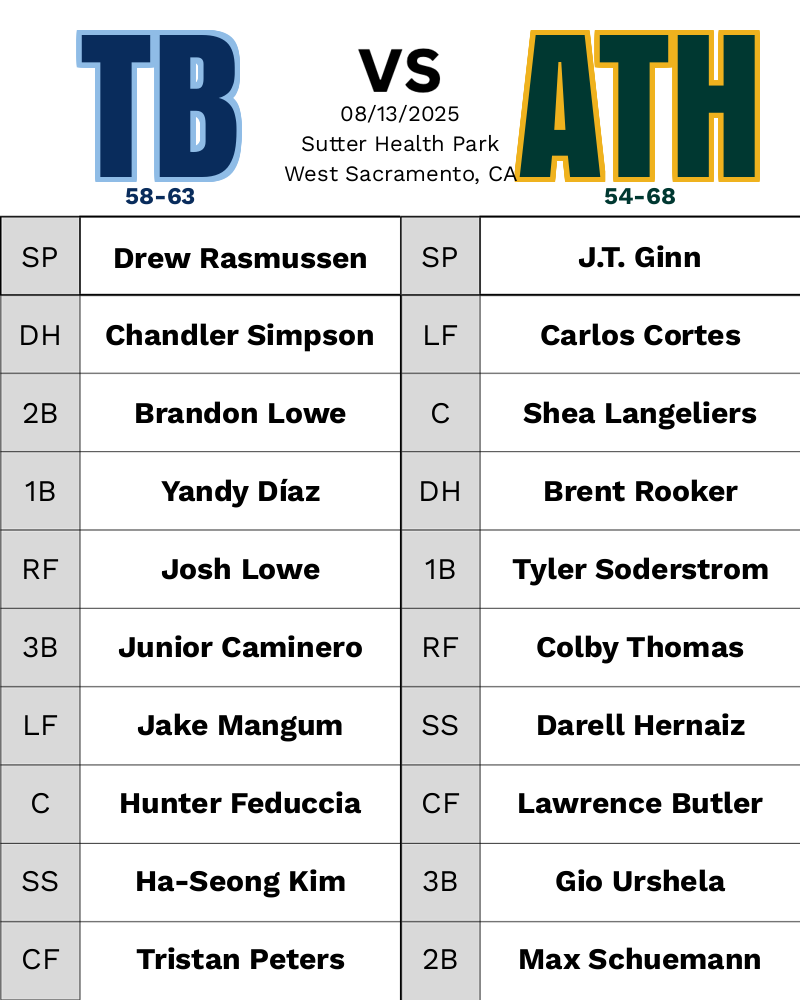 TB VS ATH
08/13/2025
Sutter Health Park
West Sacramento, CA
58-63 54-68
SP Drew Rasmussen SP J.T. Ginn
DH Chandler Simpson LF Carlos Cortes
2B Brandon Lowe C Shea Langeliers
1B Yandy Díaz DH Brent Rooker
RF Josh Lowe 1B Tyler Soderstrom
3B Junior Caminero RF Colby Thomas
LF Jake Mangum SS Darell Hernaiz
C Hunter Feduccia CF Lawrence Butler
SS Ha-Seong Kim 3B Gio Urshela
CF Tristan Peters 2B Max Schuemann